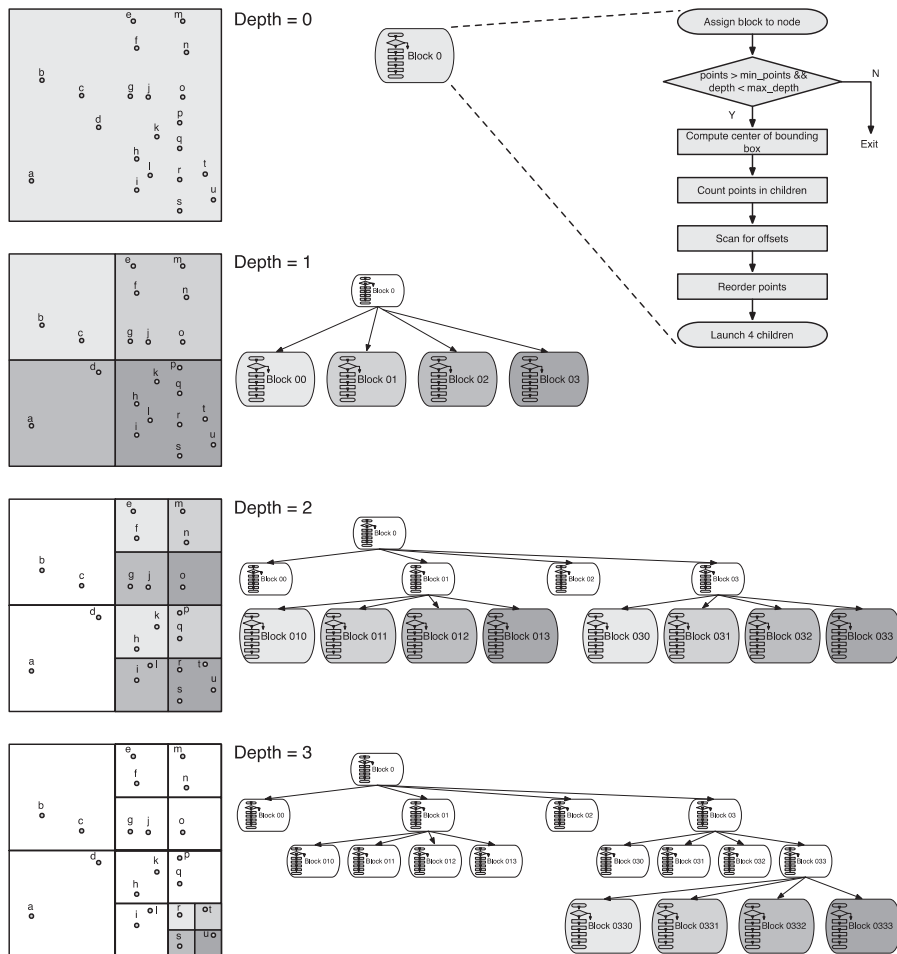 Depth = 0
e m
f n
b
c g j o
d p
k q
h
a i l r t
s u
Block 0
Assign block to node
points > min_points &&
depth < max_depth
N
Y
Exit
Compute center of bounding
box
Count points in children
Scan for offsets
Reorder points
Launch 4 children
Depth = 1
e m
f n
b
c g j o
d p
k q
h
a i l r t
s u
Block 0
Block 00 Block 01 Block 02 Block 03
Depth = 2
e m
f n
b
c g j o
d p
k q
h
a i l r t
s u
Block 0
Block 00 Block 01 Block 02 Block 03
Block 010 Block 011 Block 012 Block 013 Block 030 Block 031 Block 032 Block 033
Depth = 3
e m
f n
b
c g j o
d p
k q
h
a i l r t
s u
Block 0
Block 00 Block 01 Block 02 Block 03
Block 010 Block 011 Block 012 Block 013 Block 030 Block 031 Block 032 Block 033
Block 0330 Block 0331 Block 0332 Block 0333